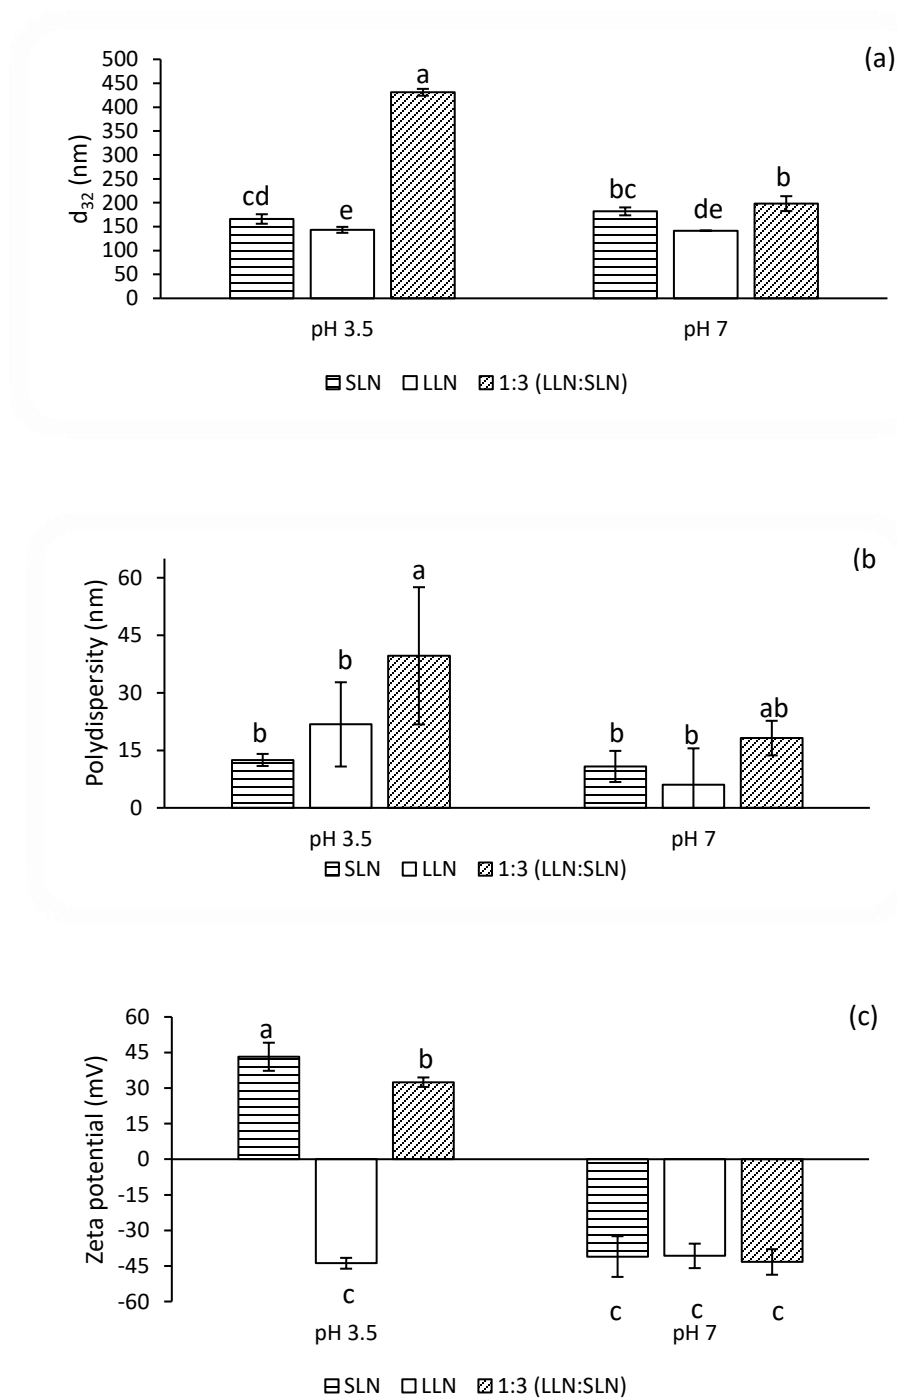 (a)
d32 (nm)
500
450
400
350
300
250
200
150
100
50
0
cd
e
a
bc
de
b
pH 3.5
pH 7
SLN LLN 1:3 (LLN:SLN)
(b
Polydispersity (nm)
60
45
30
15
0
b
b
a
b
b
ab
pH 3.5
pH 7
SLN LLN 1:3 (LLN:SLN)
(c)
Zeta potential (mV)
60
45
30
15
0
-15
-30
-45
-60
a
c
b
c
c
c
pH 3.5
pH 7
SLN LLN 1:3 (LLN:SLN)